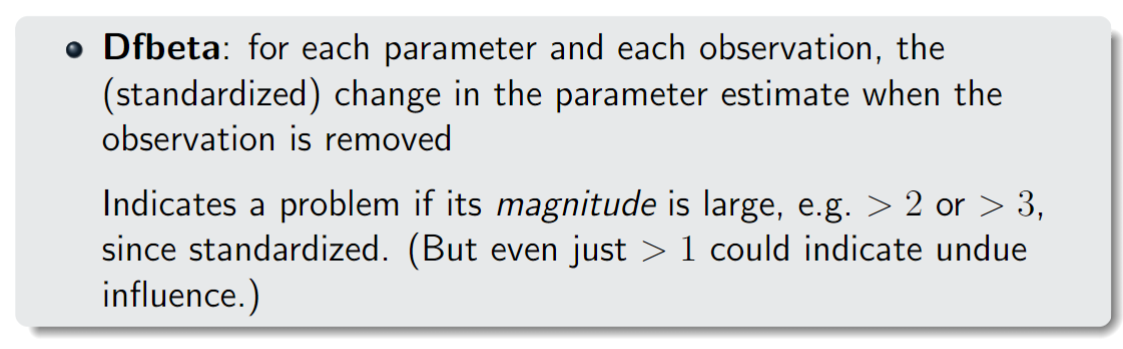 • Dfbeta: for each parameter and each observation, the
(standardized) change in the parameter estimate when the
observation is removed
Indicates a problem if its magnitude is large, e.g. > 2 or > 3,
since standardized. (But even just > 1 could indicate undue
influence.)